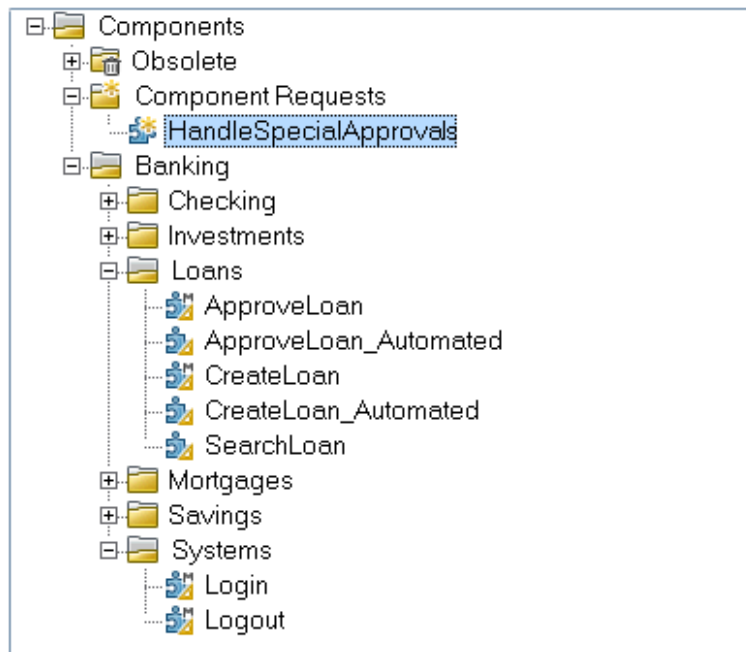 Components
Obsolete
Component Requests
HandleSpecialApprovals
Banking
Checking
Investments
Loans
ApproveLoan
ApproveLoan_Automated
CreateLoan
CreateLoan_Automated
SearchLoan
Mortgages
Savings
Systems
Login
Logout